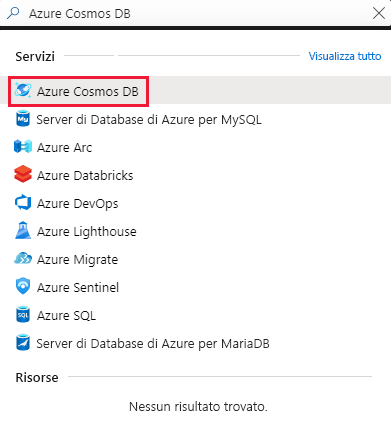 Azure Cosmos DB
Servizi Visualizza tutto
Azure Cosmos DB
My Server di Database di Azure per MySQL
Azure Arc
Azure Databricks
Azure DevOps
Azure Lighthouse
Azure Migrate
Azure Sentinel
SQL Azure SQL
Server di Database di Azure per MariaDB
Risorse
Nessun risultato trovato.